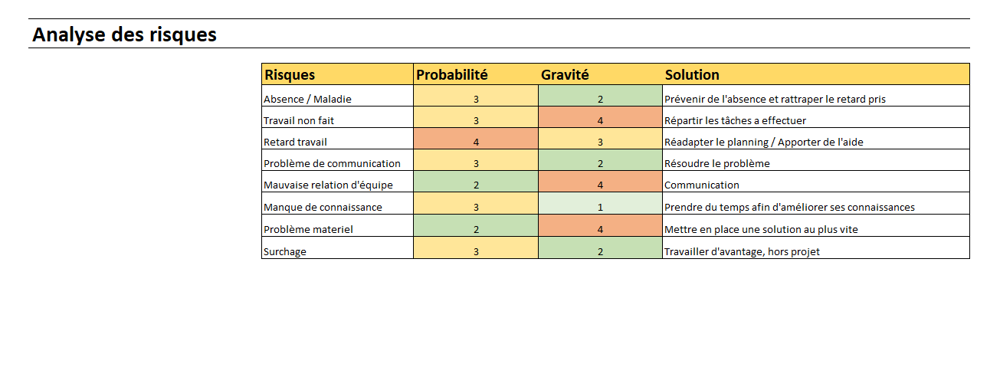 Analyse des risques
Risques Probabilité Gravité Solution
Absence / Maladie 3 2 Prévenir de l'absence et rattraper le retard pris
Travail non fait 3 4 Répartir les tâches a effectuer
Retard travail 4 3 Réadapter le planning / Apporter de l'aide
Problème de communication 3 2 Résoudre le problème
Mauvaise relation d'équipe 2 4 Communication
Manque de connaissance 3 1 Prendre du temps afin d'améliorer ses connaissances
Problème materiel 2 4 Mettre en place une solution au plus vite
Surchage 3 2 Travailler d'avantage, hors projet